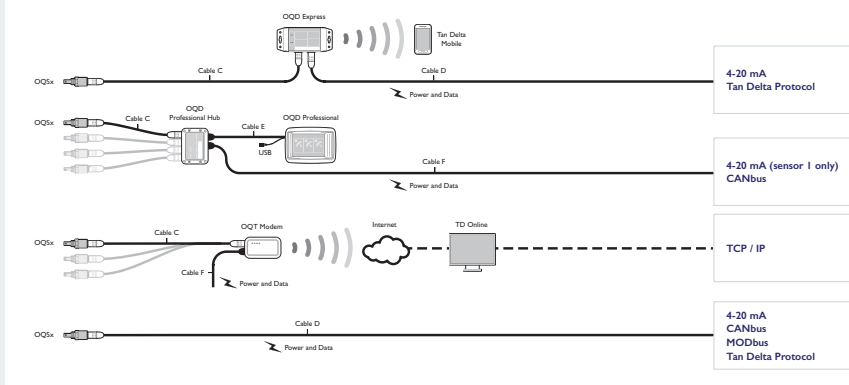 OQD Express
Tan Delta
Mobile
Cable C
Cable D
OQSx
Power and Data
4-20 mA
Tan Delta Protocol
OQD
Professional Hub
OQD Professional
Cable C
OQSx
Cable E
USB
Cable F
Power and Data
4-20 mA (sensor 1 only)
CANbus
OQT Modem
Internet
TD Online
Cable C
OQSx
TCP / IP
Cable F
Power and Data
Cable D
OQSx
Power and Data
4-20 mA
CANbus
MODbus
Tan Delta Protocol